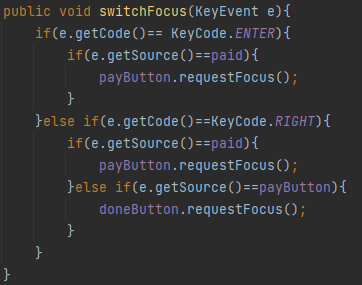 public void switchFocus(KeyEvent e){
    if(e.getCode()== KeyCode.ENTER){
        if(e.getSource()==paid){
            payButton.requestFocus();
        }
    }else if(e.getCode()==KeyCode.RIGHT){
        if(e.getSource()==paid){
            payButton.requestFocus();
        }else if(e.getSource()==payButton){
            doneButton.requestFocus();
        }
    }
}